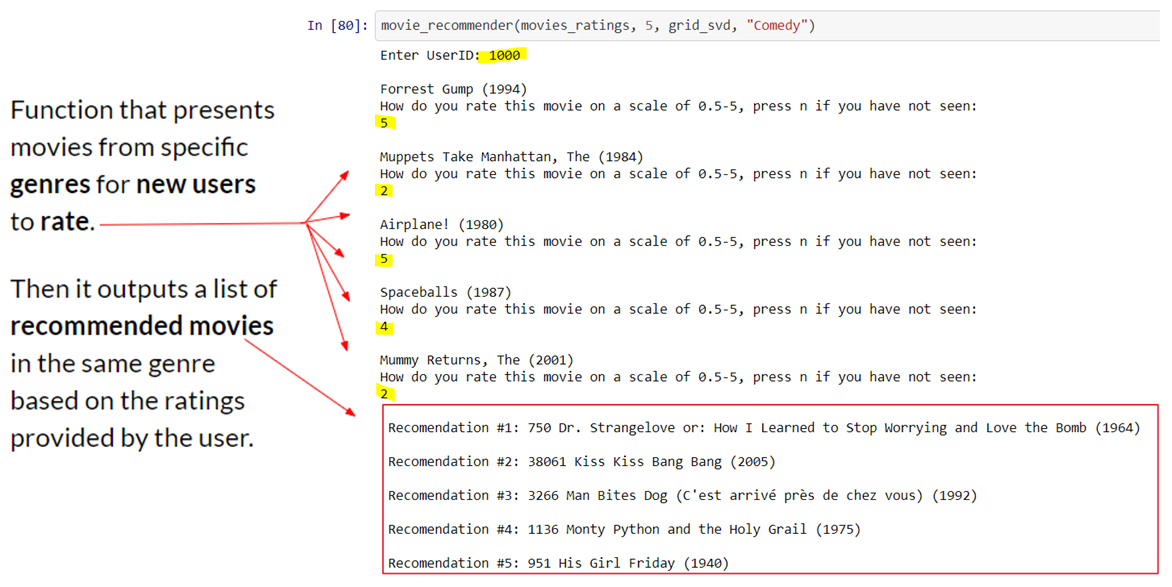 In [80]: movie_recommender(movies_ratings, 5, grid_svd, "Comedy")
Enter UserID: 1000
Forrest Gump (1994)
How do you rate this movie on a scale of 0.5-5, press n if you have not seen:
5
Muppets Take Manhattan, The (1984)
How do you rate this movie on a scale of 0.5-5, press n if you have not seen:
2
Airplane! (1980)
How do you rate this movie on a scale of 0.5-5, press n if you have not seen:
5
Spaceballs (1987)
How do you rate this movie on a scale of 0.5-5, press n if you have not seen:
4
Mummy Returns, The (2001)
How do you rate this movie on a scale of 0.5-5, press n if you have not seen:
2
Recomendation #1: 750 Dr. Strangelove or: How I Learned to Stop Worrying and Love the Bomb (1964)
Recomendation #2: 38061 Kiss Kiss Bang Bang (2005)
Recomendation #3: 3266 Man Bites Dog (C'est arrivé près de chez vous) (1992)
Recomendation #4: 1136 Monty Python and the Holy Grail (1975)
Recomendation #5: 951 His Girl Friday (1940)
Function that presents
movies from specific
genres for new users
to rate.
Then it outputs a list of
recommended movies
in the same genre
based on the ratings
provided by the user.